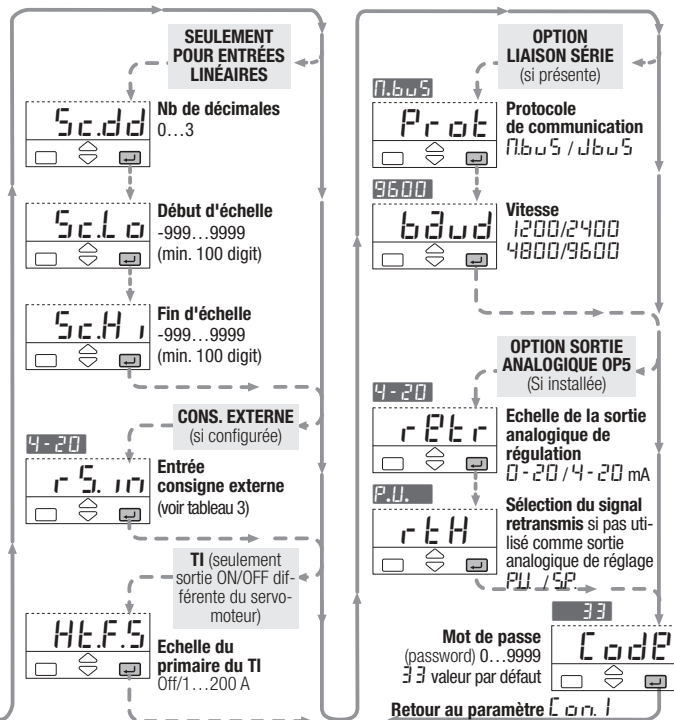 SEULEMENT
POUR ENTRÉES
LINÉAIRES
Sc.dd
Nb de décimales
0…3
Sc.Lo
Début d'échelle
-999…9999
(min. 100 digit)
Sc.Hi
Fin d'échelle
-999…9999
(min. 100 digit)
CONS. EXTERNE
(si configurée)
4-20
rS.in
Entrée
consigne externe
(voir tableau 3)
TI (seulement
sortie ON/OFF dif-
férente du servo-
moteur)
Ht.F.S
Echelle du
primaire du TI
Off/1…200 A
OPTION
LIAISON SÉRIE
(si présente)
M.buS
Prot
Protocole
de communication
M.buS / JbuS
9600
baud
Vitesse
1200/2400
4800/9600
OPTION SORTIE
ANALOGIQUE OP5
(Si installée)
4-20
rEtr
Echelle de la sortie
analogique de
régulation
0-20 / 4-20 mA
P.V.
rtH
Sélection du signal
retransmis si pas uti-
lisé comme sortie
analogique de réglage
P.V. / S.P.
33
Mot de passe
(password) 0…9999
33 valeur par défaut
CodE
Retour au paramètre Con.1